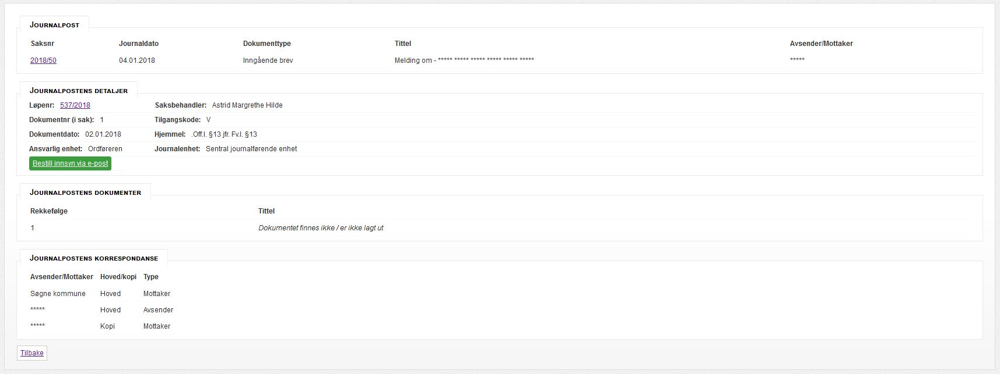 Journalpost
Saksnr Journaldato Dokumenttype Tittel Avsender/Mottaker
2018/50 04.01.2018 Inngående brev Melding om - ***** ***** ***** ***** ***** ***** *****
Journalpostens detaljer
Løpenr: 537/2018 Saksbehandler: Astrid Margrethe Hilde
Dokumentnr (i sak): 1 Tilgangskode: V
Dokumentdato: 02.01.2018 Hjemmel: .Off.l. §13 jfr. Fv.l. §13
Ansvarlig enhet: Ordføreren Journalenhet: Sentral journalførende enhet
Bestill innsyn via e-post
Journalpostens dokumenter
Rekkefølge Tittel
1 Dokumentet finnes ikke / er ikke lagt ut
Journalpostens korrespondanse
Avsender/Mottaker Hoved/kopi Type
Søgne kommune Hoved Mottaker
***** Hoved Avsender
***** Kopi Mottaker
Tilbake